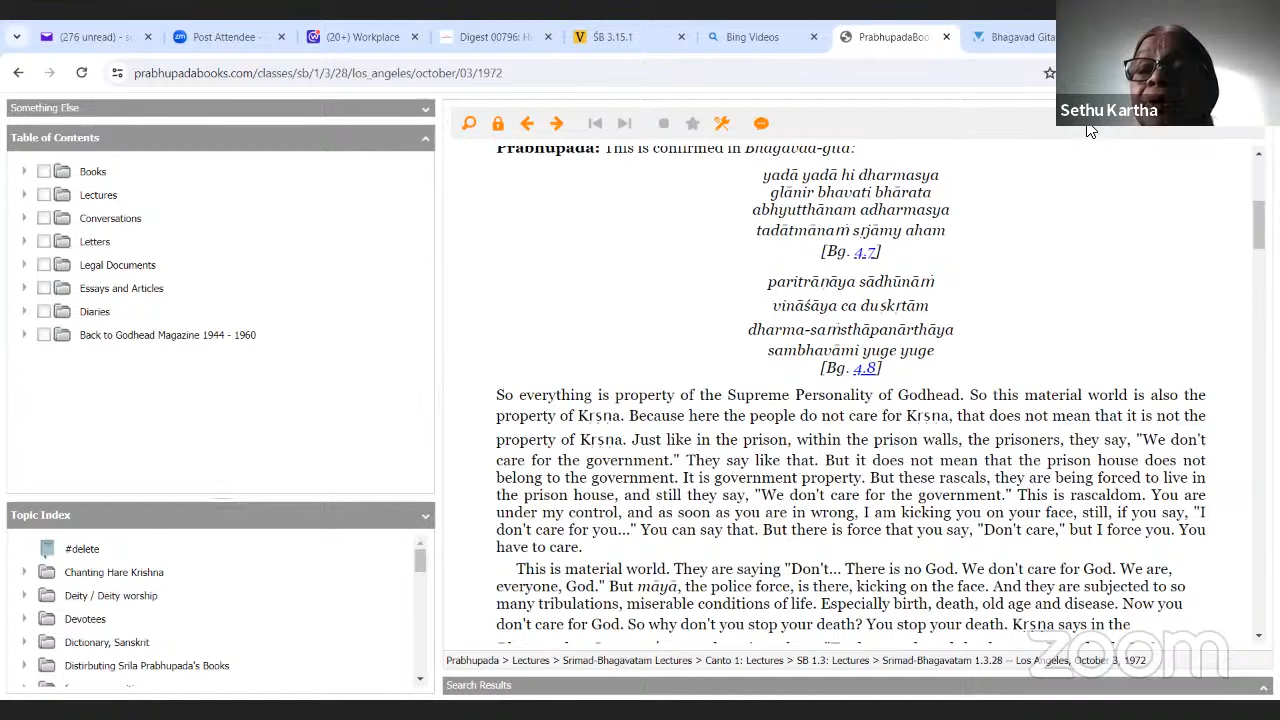 (276 unread) - s
Post Attendee -
(20+) Workplace
Digest 00796: H
ŚB 3.15.1
Bing Videos
PrabhupadaBoo
Bhagavad Gita
prabhupadabooks.com/classes/sb/1/3/28/los_angeles/october/03/1972
Sethu Kartha
Something Else
Table of Contents
Books
Lectures
Conversations
Letters
Legal Documents
Essays and Articles
Diaries
Back to Godhead Magazine 1944 - 1960
Topic Index
#delete
Chanting Hare Krishna
Deity / Deity worship
Devotees
Dictionary, Sanskrit
Distirbuting Srila Prabhupada's Books
Prabhupāda: This is confirmed in Bhagavad-gītā:
yadā yadā hi dharmasya
glānir bhavati bhārata
abhyutthānam adharmasya
tadātmānaṁ sṛjāmy aham
[Bg. 4.7]
paritrāṇāya sādhūnāṁ
vināśāya ca duṣkṛtām
dharma-saṁsthāpanārthāya
sambhavāmi yuge yuge
[Bg. 4.8]
So everything is property of the Supreme Personality of Godhead. So this material world is also the
property of Kṛṣṇa. Because here the people do not care for Kṛṣṇa, that does not mean that it is not the
property of Kṛṣṇa. Just like in the prison, within the prison walls, the prisoners, they say, "We don't
care for the government." They say like that. But it does not mean that the prison house does not
belong to the government. It is government property. But these rascals, they are being forced to live in
the prison house, and still they say, "We don't care for the government." This is rascaldom. You are
under my control, and as soon as you are in wrong, I am kicking you on your face, still, if you say, "I
don't care for you..." You can say that. But there is force that you say, "Don't care," but I force you. You
have to care.
This is material world. They are saying "Don't... There is no God. We don't care for God. We are,
everyone, God." But māyā, the police force, is there, kicking on the face. And they are subjected to so
many tribulations, miserable conditions of life. Especially birth, death, old age and disease. Now you
don't care for God. So why don't you stop your death? You stop your death. Kṛṣṇa says in the
Prabhupada > Lectures > Srimad-Bhagavatam Lectures > Canto 1: Lectures > SB 1.3: Lectures > Srimad-Bhagavatam 1.3.28 -- Los Angeles, October 3, 1972
Search Results
zoom